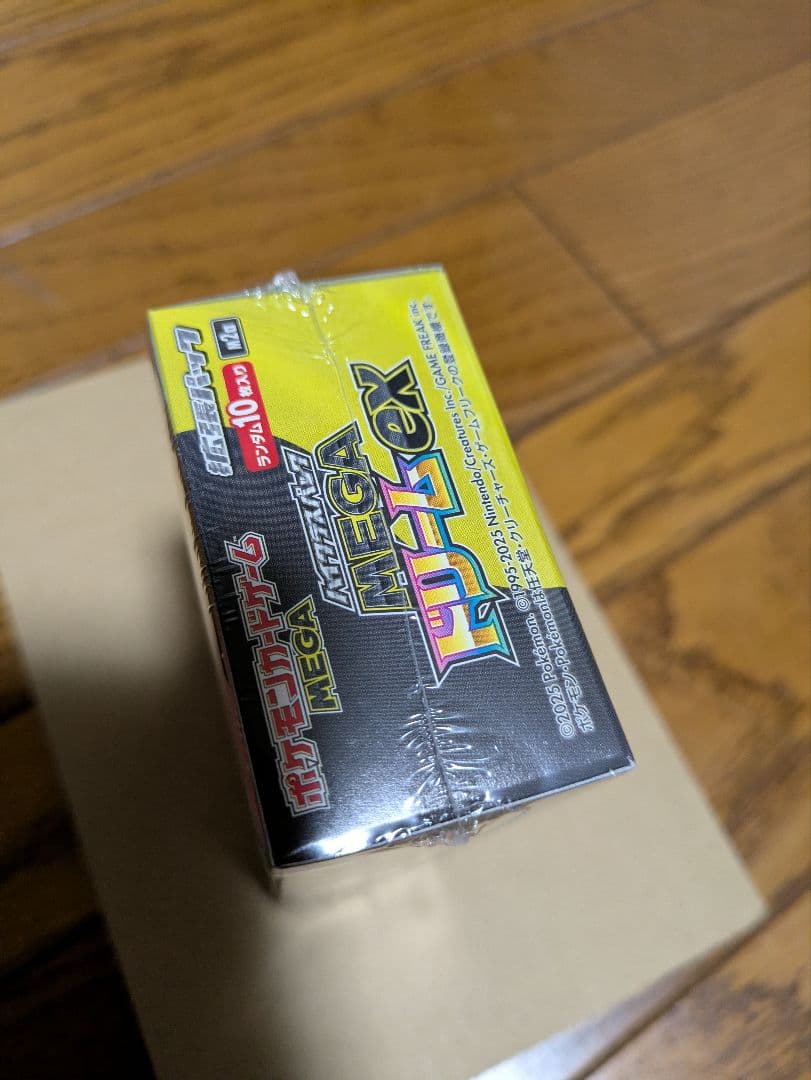 ポケモンカードゲーム
MEGA
拡張パック
m2a
ランダム10枚入り
ハイクラスパック
MEGA
ドリームex
©2025 Pokémon. ©1995-2025 Nintendo/Creatures Inc./GAME FREAK inc.
ポケモン・Pokémonは任天堂・クリーチャーズ・ゲームフリークの登録商標です。